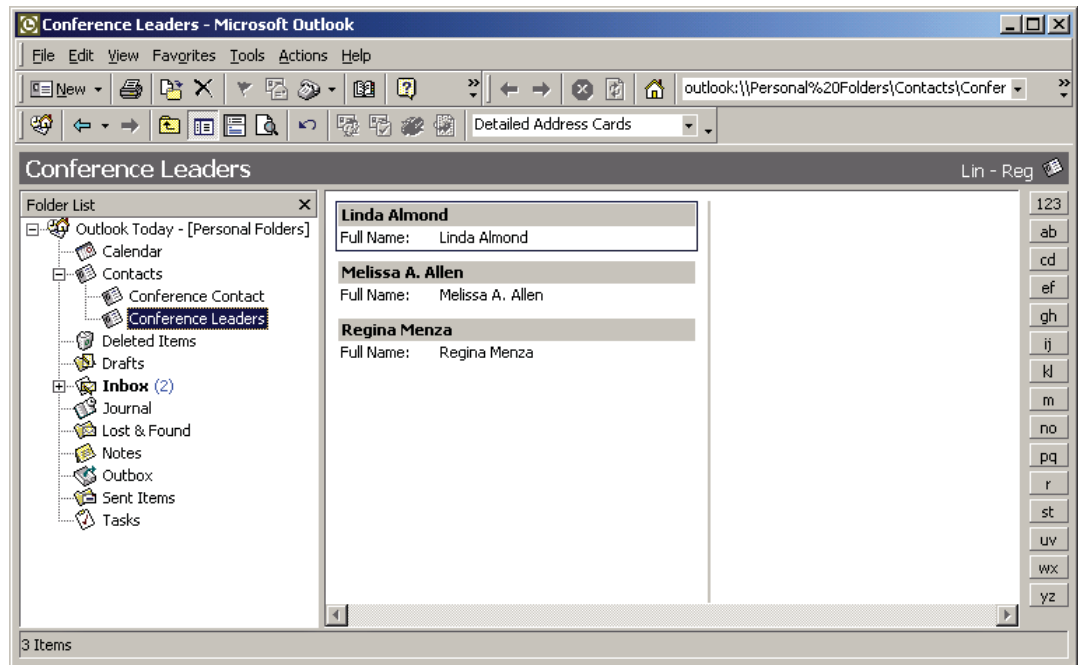 Conference Leaders - Microsoft Outlook
File Edit View Favorites Tools Actions Help
New
outlook:\\Personal%20Folders\Contacts\Confer
Detailed Address Cards
Conference Leaders
Lin - Reg
Folder List
Outlook Today - [Personal Folders]
Calendar
Contacts
Conference Contact
Conference Leaders
Deleted Items
Drafts
Inbox (2)
Journal
Lost & Found
Notes
Outbox
Sent Items
Tasks
Linda Almond
Full Name: Linda Almond
Melissa A. Allen
Full Name: Melissa A. Allen
Regina Menza
Full Name: Regina Menza
123
ab
cd
ef
gh
ij
kl
m
no
pq
r
st
uv
wx
yz
3 Items